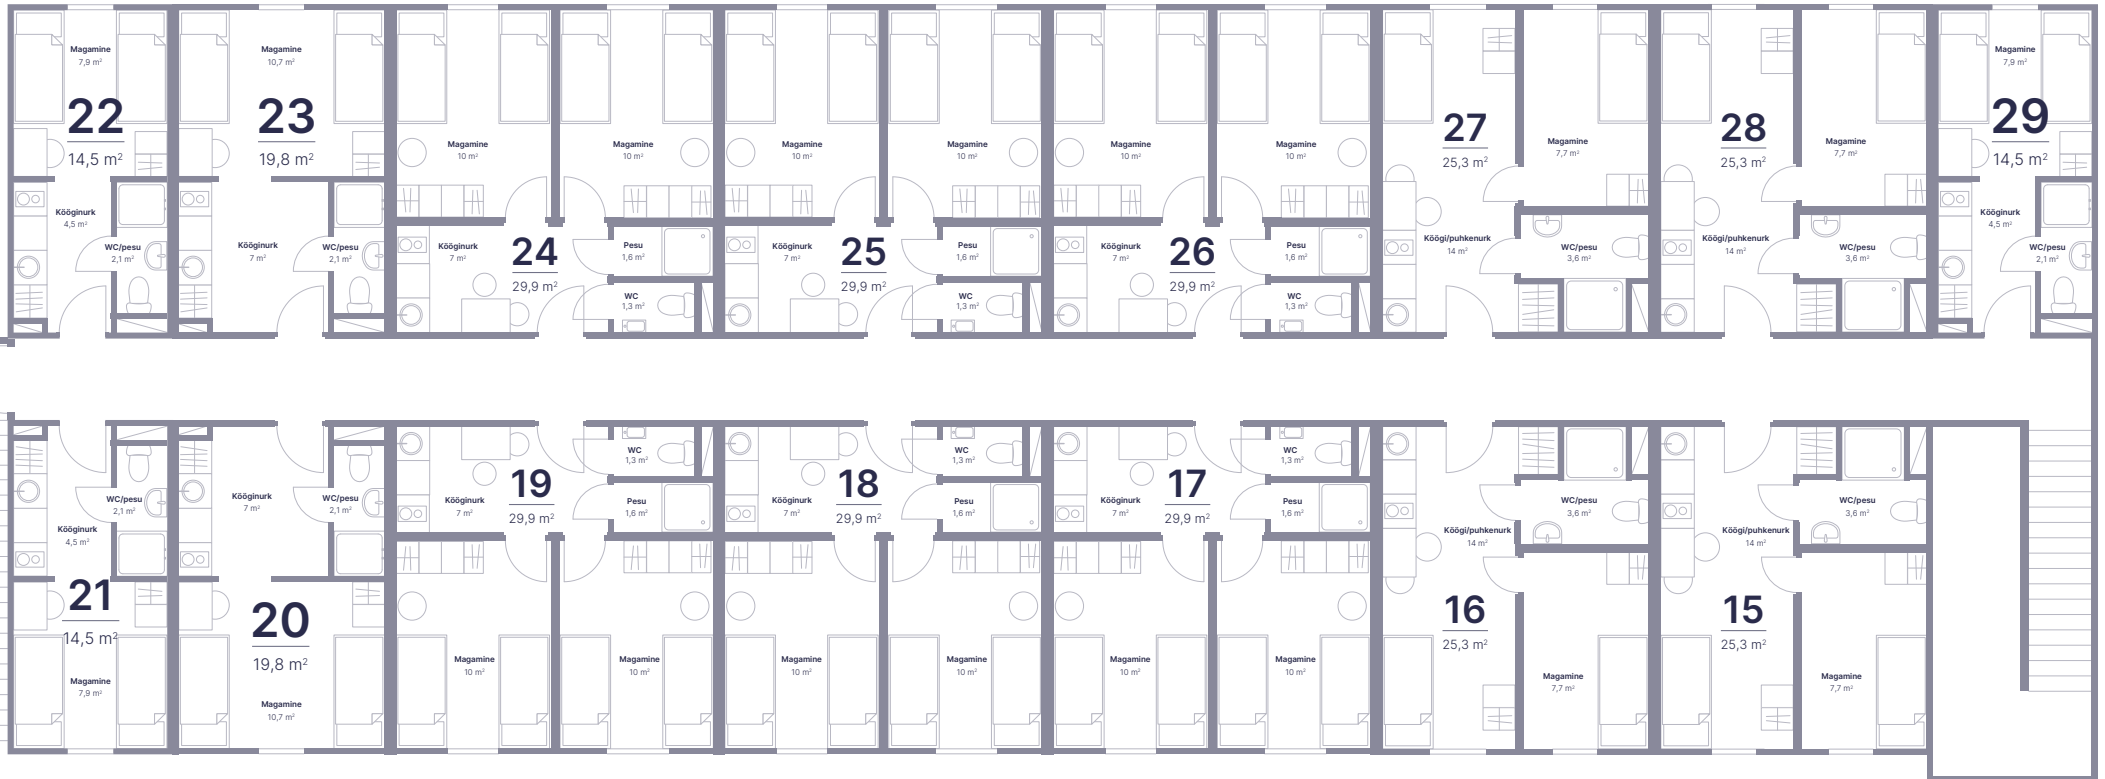 Magamine
7,9 m²
22
14,5 m²
Kööginurk
4,5 m²
WC/pesu
2,1 m²
Magamine
10,7 m²
23
19,8 m²
Kööginurk
7 m²
WC/pesu
2,1 m²
Magamine
10 m²
Magamine
10 m²
Kööginurk
7 m²
24
29,9 m²
Pesu
1,6 m²
WC
1,3 m²
Magamine
10 m²
Magamine
10 m²
Kööginurk
7 m²
25
29,9 m²
Pesu
1,6 m²
WC
1,3 m²
Magamine
10 m²
Magamine
10 m²
Kööginurk
7 m²
26
29,9 m²
Pesu
1,6 m²
WC
1,3 m²
27
25,3 m²
Magamine
7,7 m²
Köögi/puhkenurk
14 m²
WC/pesu
3,6 m²
28
25,3 m²
Magamine
7,7 m²
Köögi/puhkenurk
14 m²
WC/pesu
3,6 m²
Magamine
7,9 m²
29
14,5 m²
Kööginurk
4,5 m²
WC/pesu
2,1 m²
WC/pesu
2,1 m²
Kööginurk
4,5 m²
21
14,5 m²
Magamine
7,9 m²
Kööginurk
7 m²
WC/pesu
2,1 m²
20
19,8 m²
Magamine
10,7 m²
WC
1,3 m²
19
29,9 m²
Kööginurk
7 m²
Pesu
1,6 m²
Magamine
10 m²
Magamine
10 m²
WC
1,3 m²
18
29,9 m²
Kööginurk
7 m²
Pesu
1,6 m²
Magamine
10 m²
Magamine
10 m²
WC
1,3 m²
17
29,9 m²
Kööginurk
7 m²
Pesu
1,6 m²
Magamine
10 m²
Magamine
10 m²
WC/pesu
3,6 m²
Köögi/puhkenurk
14 m²
16
25,3 m²
Magamine
7,7 m²
WC/pesu
3,6 m²
Köögi/puhkenurk
14 m²
15
25,3 m²
Magamine
7,7 m²